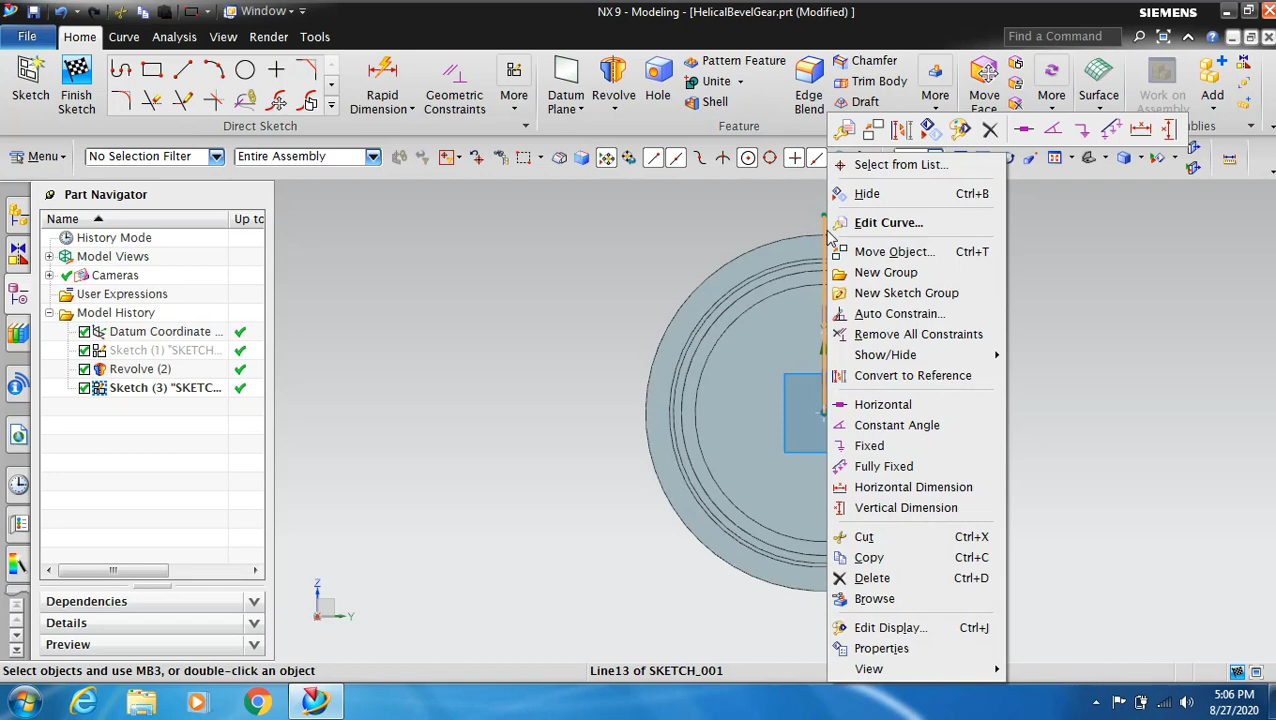 Window
NX 9 - Modeling - [HelicalBevelGear.prt (Modified) ]
SIEMENS
File
Home
Curve
Analysis
View
Render
Tools
Find a Command
Sketch
Finish Sketch
Rapid Dimension
Geometric Constraints
More
Direct Sketch
Datum Plane
Revolve
Hole
Pattern Feature
Unite
Shell
Edge Blend
Chamfer
Trim Body
Draft
More
Feature
Move Face
More
Surface
Work on Assembly
Add
Menu
No Selection Filter
Entire Assembly
Part Navigator
Name
Up to
History Mode
Model Views
Cameras
User Expressions
Model History
Datum Coordinate ...
Sketch (1) "SKETCH...
Revolve (2)
Sketch (3) "SKETC...
Dependencies
Details
Preview
Z
Y
Select from List...
Hide Ctrl+B
Edit Curve...
Move Object... Ctrl+T
New Group
New Sketch Group
Auto Constrain...
Remove All Constraints
Show/Hide
Convert to Reference
Horizontal
Constant Angle
Fixed
Fully Fixed
Horizontal Dimension
Vertical Dimension
Cut Ctrl+X
Copy Ctrl+C
Delete Ctrl+D
Browse
Edit Display... Ctrl+J
Properties
View
Select objects and use MB3, or double-click an object
Line13 of SKETCH_001
5:06 PM
8/27/2020